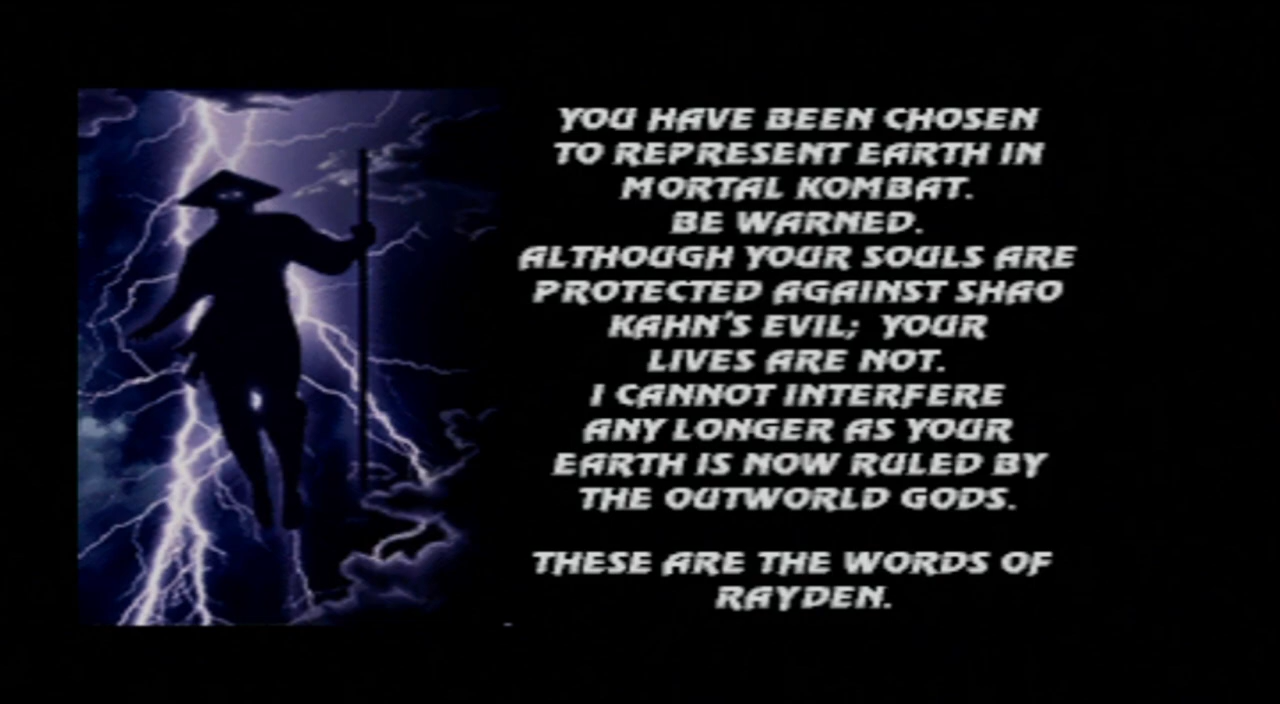 YOU HAVE BEEN CHOSEN
TO REPRESENT EARTH IN
MORTAL KOMBAT.
BE WARNED.
ALTHOUGH YOUR SOULS ARE
PROTECTED AGAINST SHAO
KAHN'S EVIL; YOUR
LIVES ARE NOT.
I CANNOT INTERFERE
ANY LONGER AS YOUR
EARTH IS NOW RULED BY
THE OUTWORLD GODS.
THESE ARE THE WORDS OF
RAYDEN.